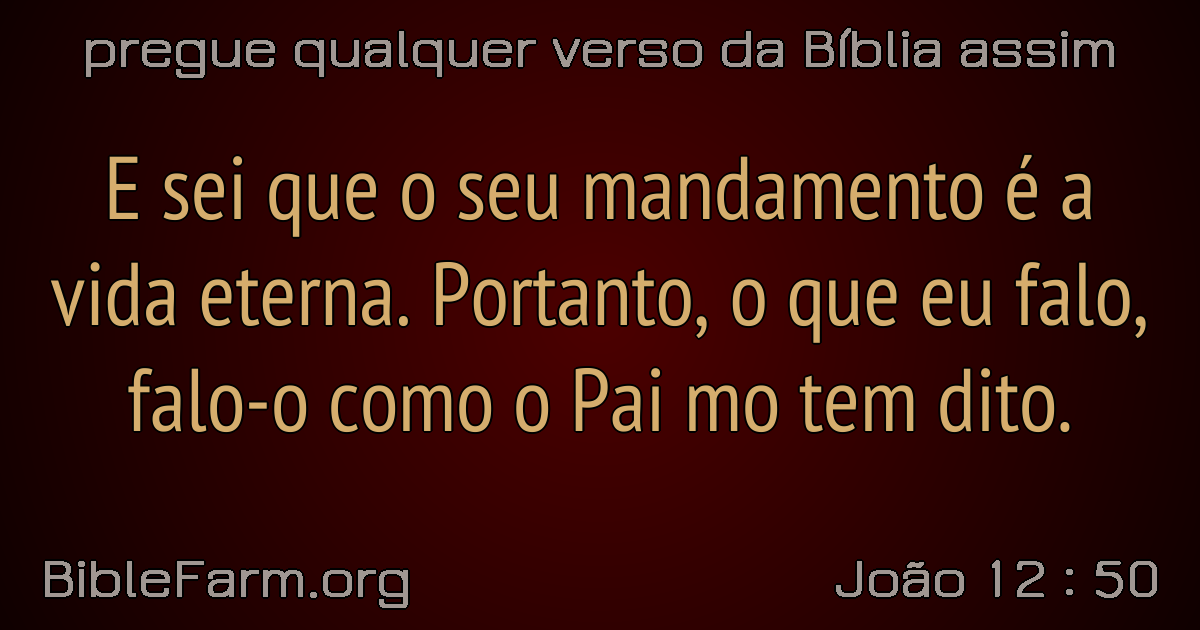 pregue qualquer verso da Bíblia assim
E sei que o seu mandamento é a
vida eterna. Portanto, o que eu falo,
falo-o como o Pai mo tem dito.
BibleFarm.org
João 12 : 50